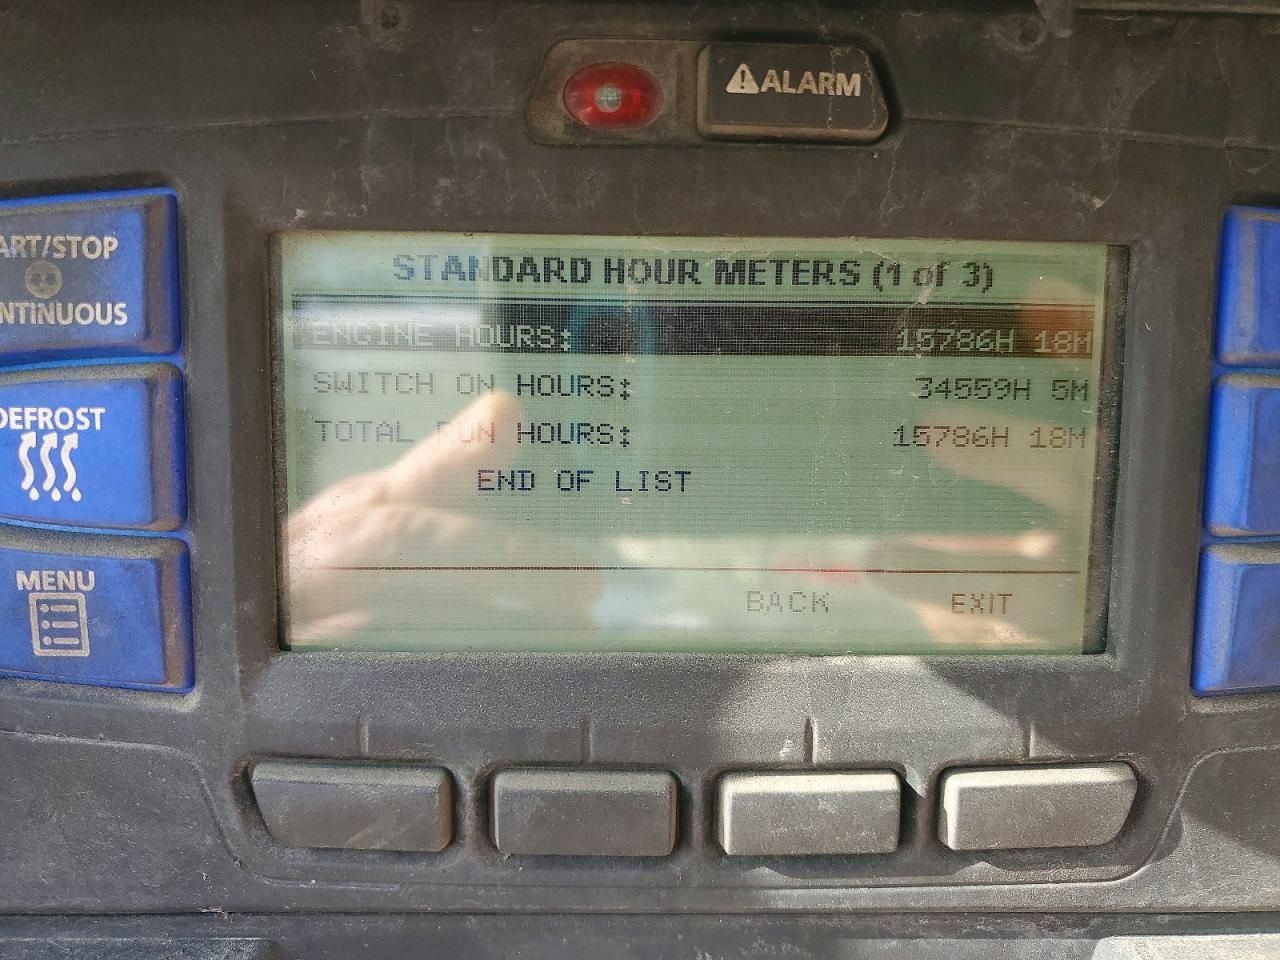 ALARM
ART/STOP
NTINUOUS
DEFROST
MENU
STANDARD HOUR METERS (1 of 3)
ENGINE HOURS: 15786H 18M
SWITCH ON HOURS: 34559H 5M
TOTAL RUN HOURS: 15786H 18M
END OF LIST
BACK EXIT